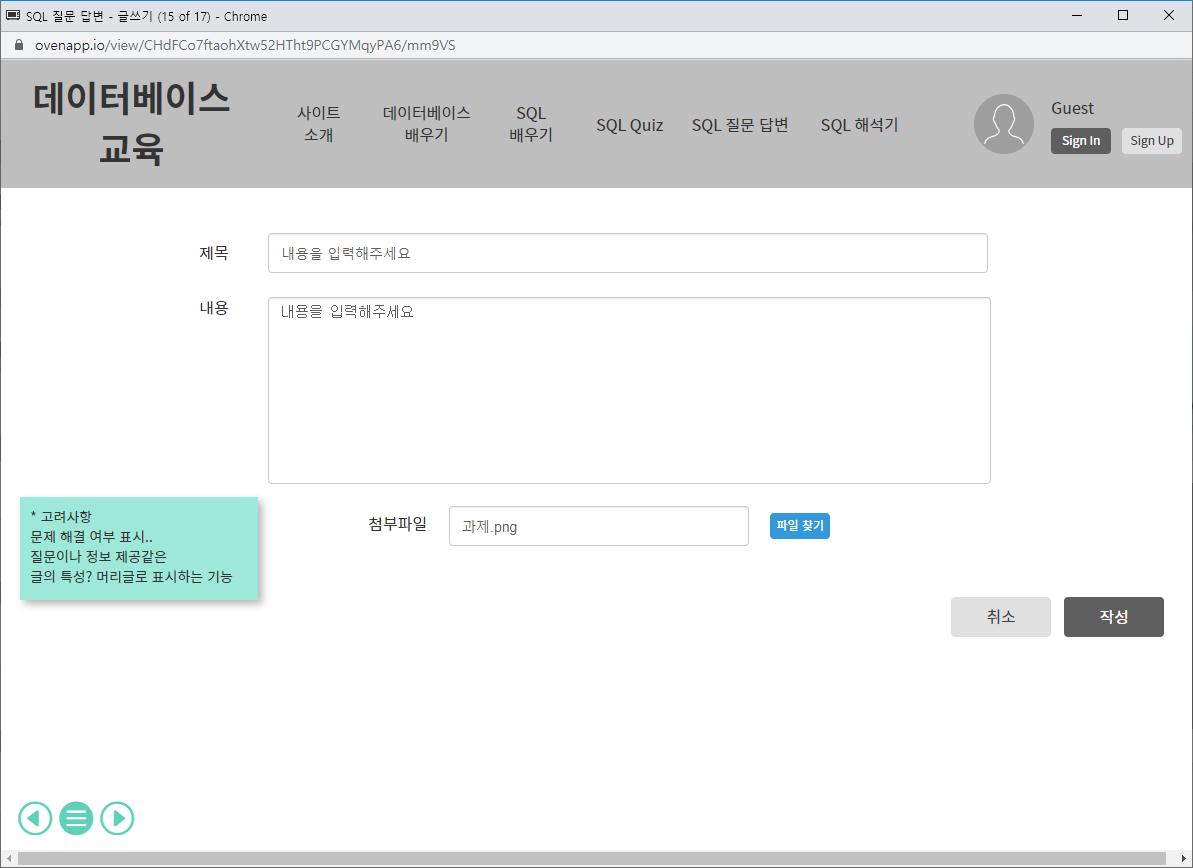 SQL 질문 답변 - 글쓰기 (15 of 17) - Chrome
ovenapp.io/view/CHdFCo7ftaohXtw52HTht9PCGYMqyPA6/mm9VS
데이터베이스
교육
사이트
소개
데이터베이스
배우기
SQL
배우기
SQL Quiz
SQL 질문 답변
SQL 해석기
Guest
Sign In
Sign Up
제목
내용을 입력해주세요
내용
내용을 입력해주세요
* 고려사항
문제 해결 여부 표시..
질문이나 정보 제공같은
글의 특성? 머리글로 표시하는 기능
첨부파일
과제.png
파일 찾기
취소
작성